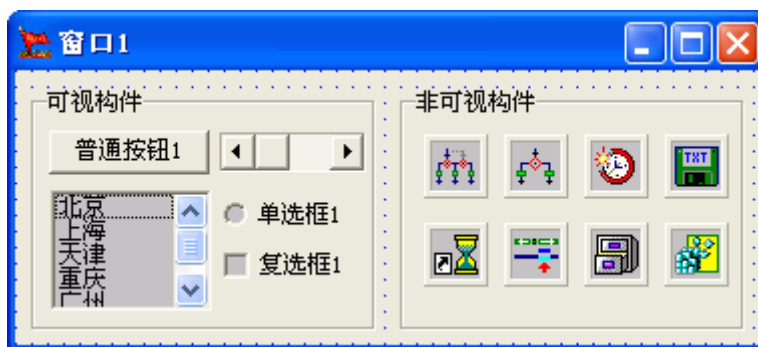 窗口1
可视构件
普通按钮1
北京
上海
天津
重庆
广州
单选框1
复选框1
非可视构件
TXT